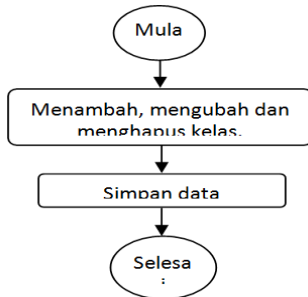 Mula
Menambah, mengubah dan
menghapus kelas.
Simpan data
Selesa